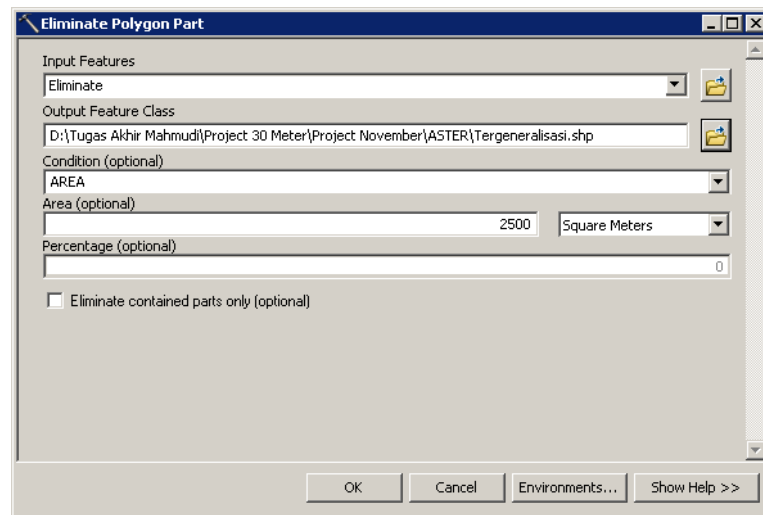 Eliminate Polygon Part
Input Features
Eliminate
Output Feature Class
D:\Tugas Akhir Mahmudi\Project 30 Meter\Project November\ASTER\Tergeneralisasi.shp
Condition (optional)
AREA
Area (optional)
2500 Square Meters
Percentage (optional)
0
Eliminate contained parts only (optional)
OK Cancel Environments... Show Help >>